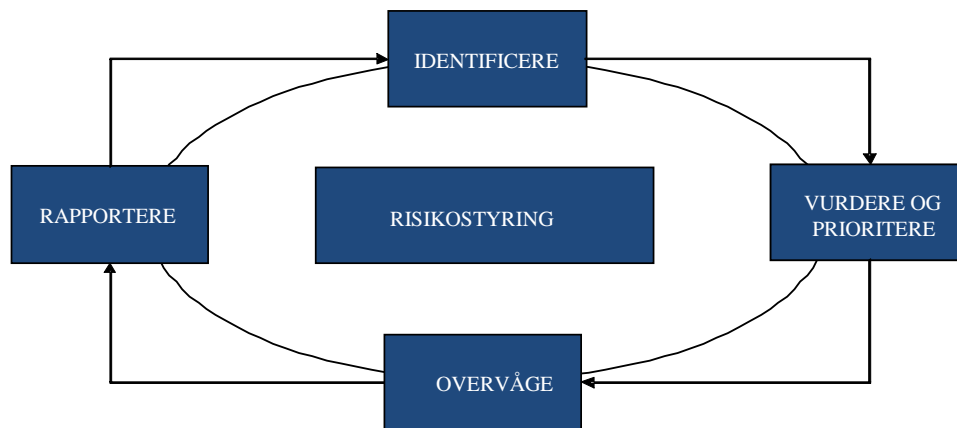 IDENTIFICERE
RAPPORTERE
RISIKOSTYRING
VURDERE OG
PRIORITERE
OVERVÅGE